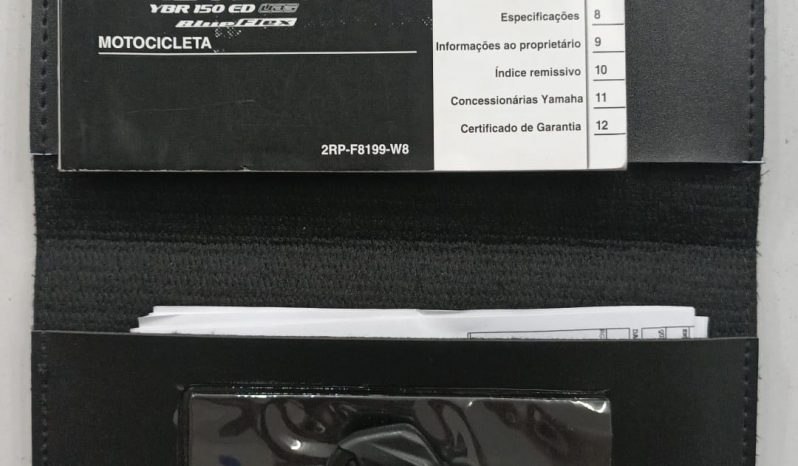 YBR 150 ED UBS
BlueFlex
MOTOCICLETA
2RP-F8199-W8
Especificações 8
Informações ao proprietário 9
Índice remissivo 10
Concessionárias Yamaha 11
Certificado de Garantia 12